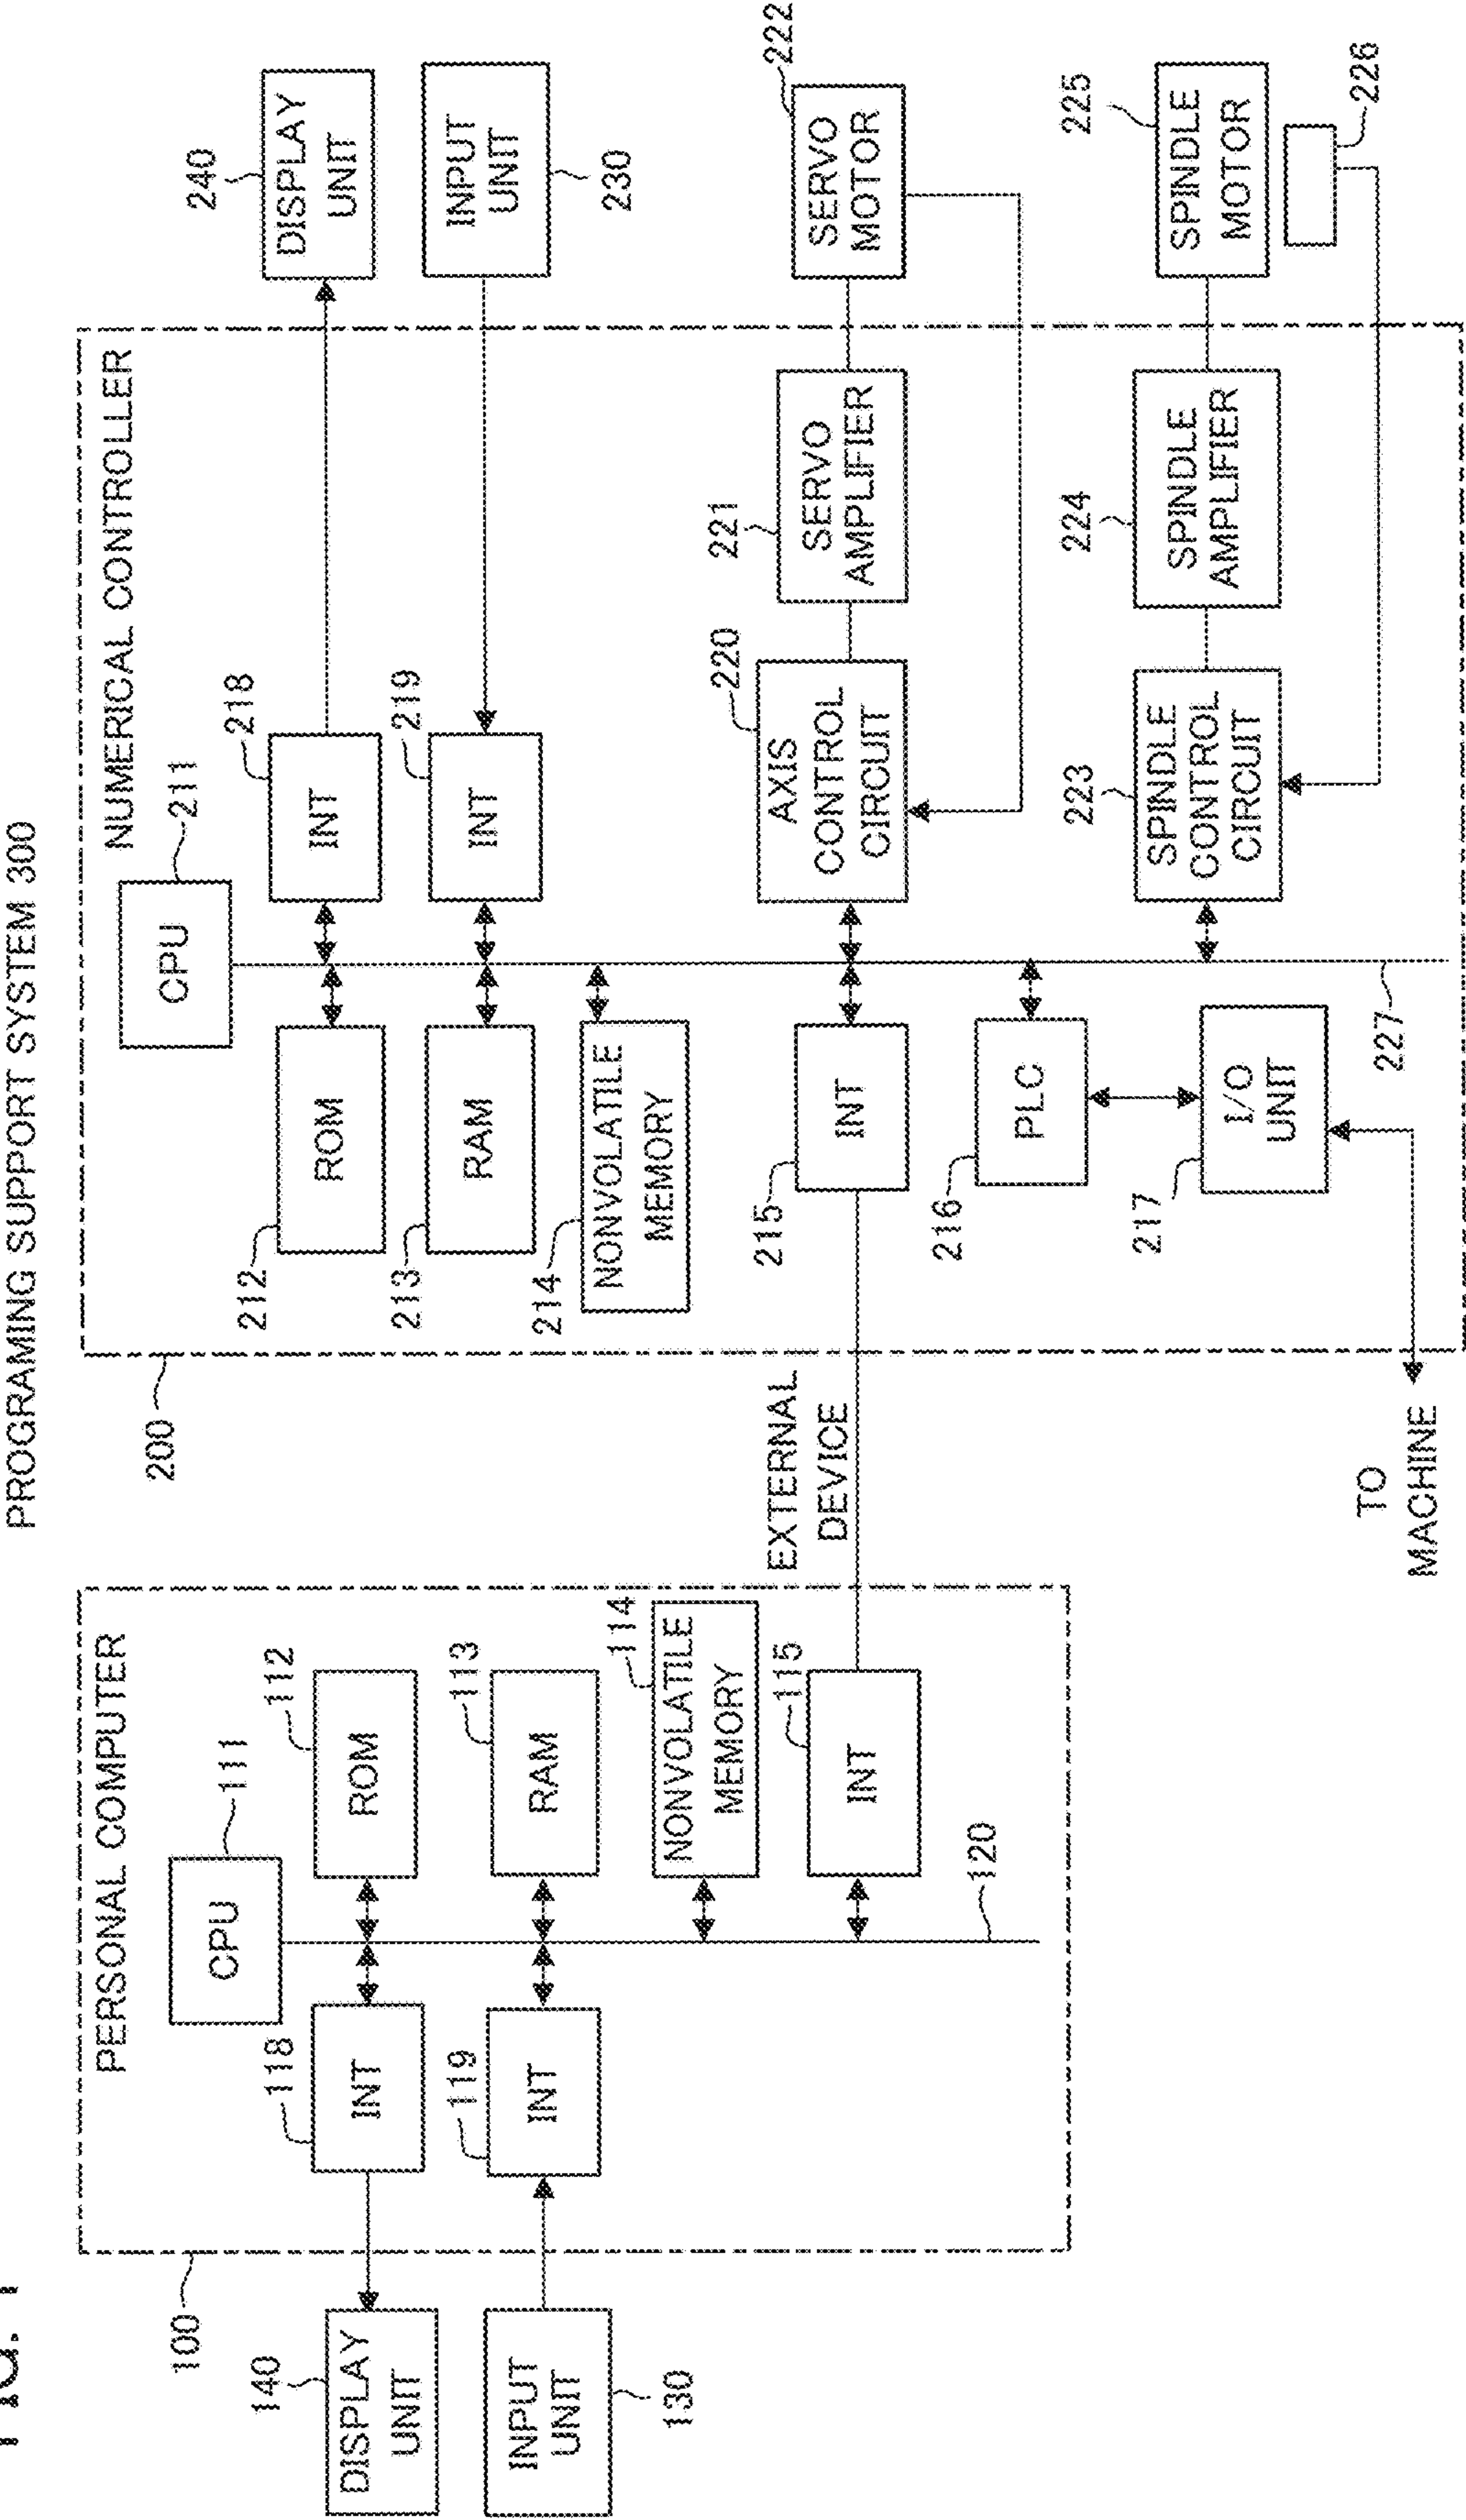 FIG. 1
PROGRAMING SUPPORT SYSTEM 300
100
PERSONAL COMPUTER
111
CPU
140
DISPLAY
UNIT
118
INT
112
ROM
130
INPUT
UNIT
119
INT
113
RAM
114
NONVOLATILE
MEMORY
115
INT
120
EXTERNAL
DEVICE
200
NUMERICAL CONTROLLER
211
CPU
212
ROM
218
INT
240
DISPLAY
UNIT
213
RAM
219
INT
INPUT
UNIT
230
214
NONVOLATILE
MEMORY
215
INT
220
AXIS
CONTROL
CIRCUIT
221
SERVO
AMPLIFIER
222
SERVO
MOTOR
216
PLC
217
I/O
UNIT
223
SPINDLE
CONTROL
CIRCUIT
224
SPINDLE
AMPLIFIER
225
SPINDLE
MOTOR
226
227
TO
MACHINE